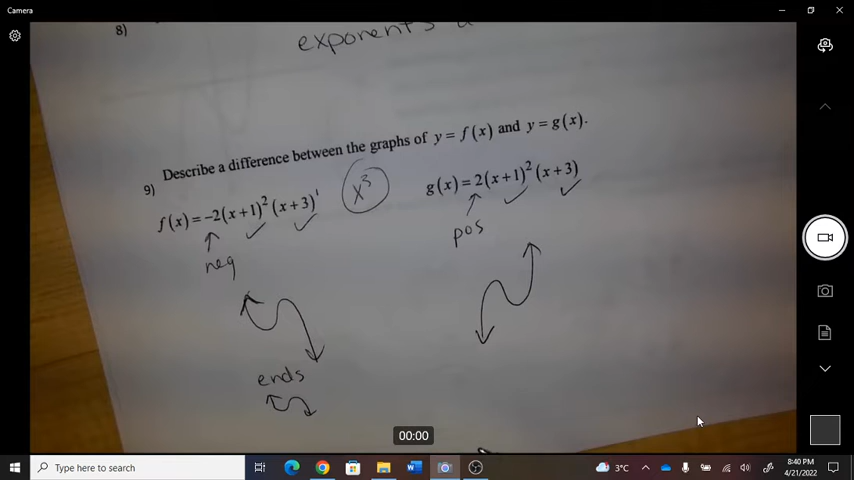 Camera
8)
exponents
Describe a difference between the graphs of y = f(x) and y = g(x).
9)
f(x) = -2(x+1)² (x+3)¹
x³
g(x) = 2(x+1)² (x+3)
neg
pos
ends
00:00
Type here to search
3°C
8:40 PM
4/21/2022